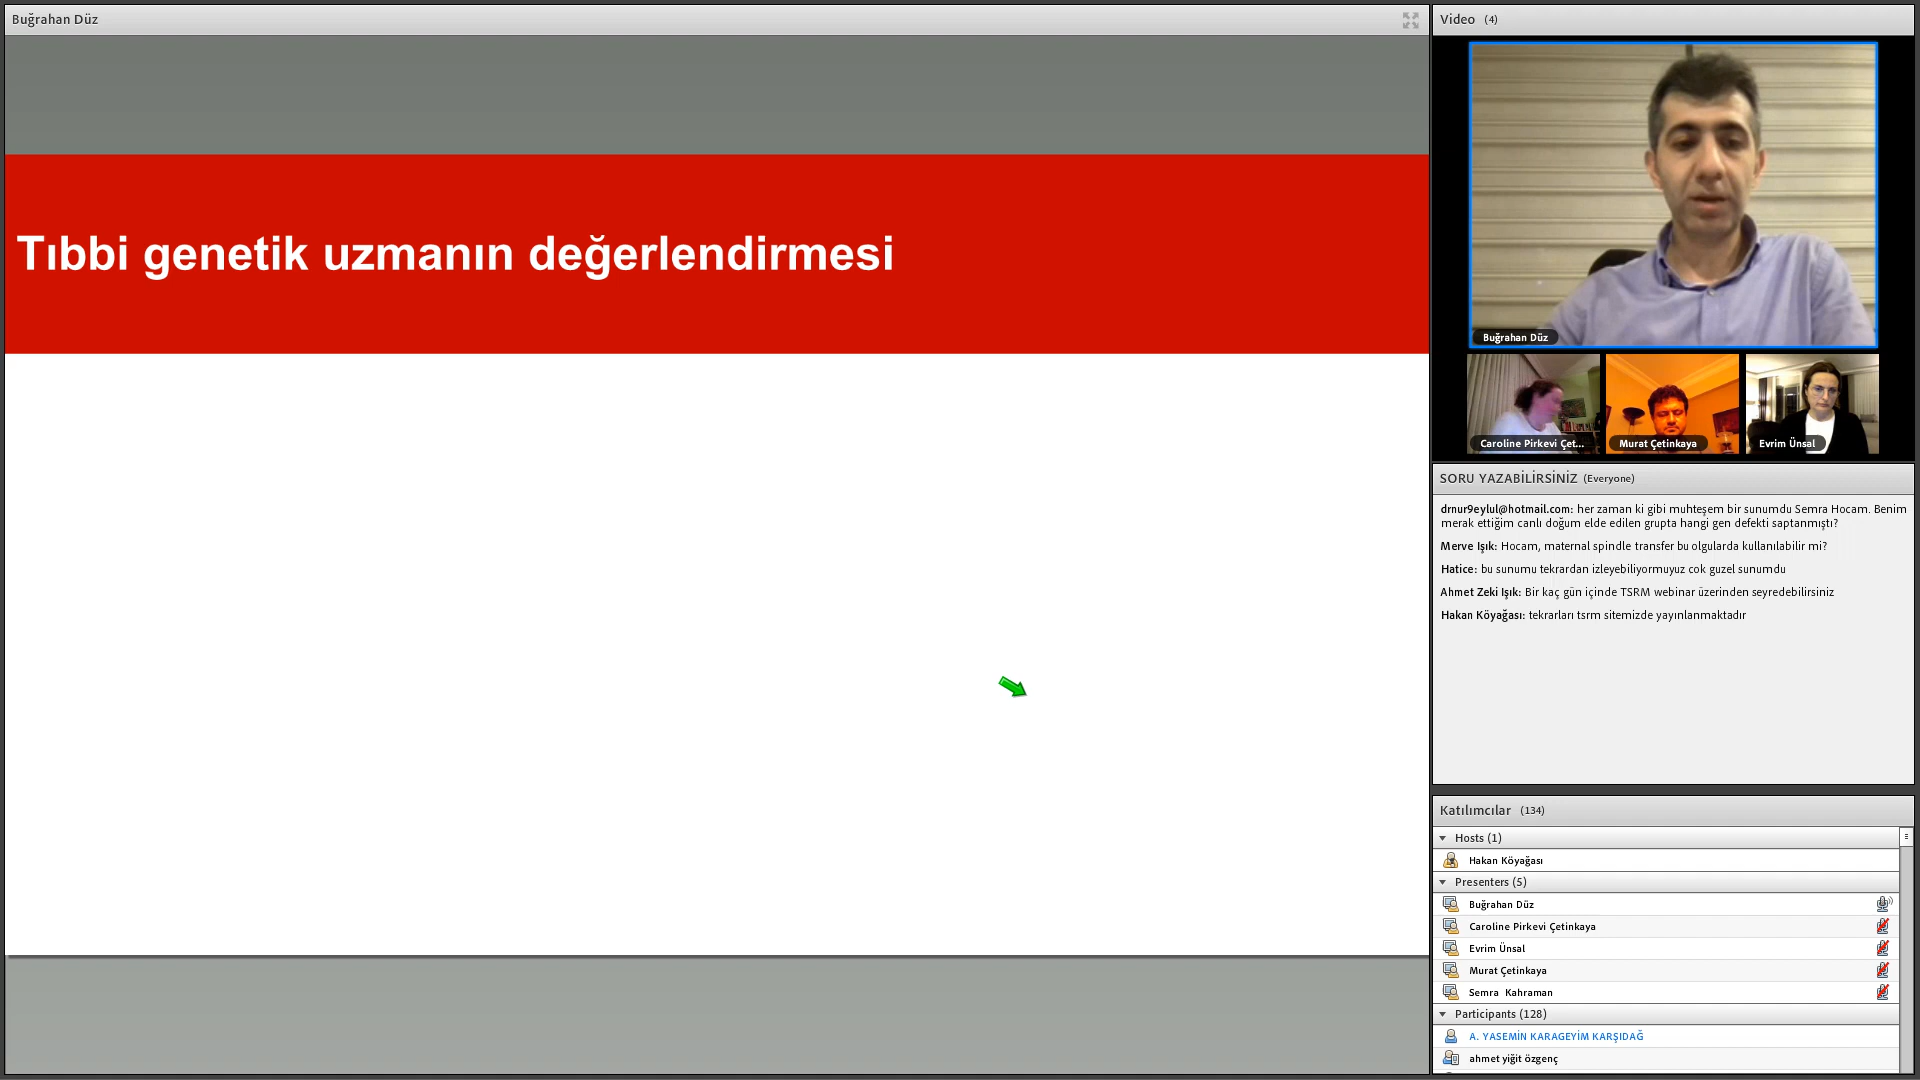 Buğrahan Düz
Tıbbi genetik uzmanın değerlendirmesi
Video (4)
Buğrahan Düz
Caroline Pirkevi Çet...
Murat Çetinkaya
Evrim Ünsal
SORU YAZABİLİRSİNİZ (Everyone)
drnur9eylul@hotmail.com: her zaman ki gibi muhteşem bir sunumdu Semra Hocam. Benim
merak ettiğim canlı doğum elde edilen grupta hangi gen defekti saptanmıştı?
Merve Işık: Hocam, maternal spindle transfer bu olgularda kullanılabilir mi?
Hatice: bu sunumu tekrardan izleyebiliyormuyuz cok guzel sunumdu
Ahmet Zeki Işık: Bir kaç gün içinde TSRM webinar üzerinden seyredebilirsiniz
Hakan Köyağası: tekrarları tsrm sitemizde yayınlanmaktadır
Katılımcılar (134)
Hosts (1)
Hakan Köyağası
Presenters (5)
Buğrahan Düz
Caroline Pirkevi Çetinkaya
Evrim Ünsal
Murat Çetinkaya
Semra Kahraman
Participants (128)
A. YASEMİN KARAGEYİM KARŞIDAĞ
ahmet yiğit özgenç